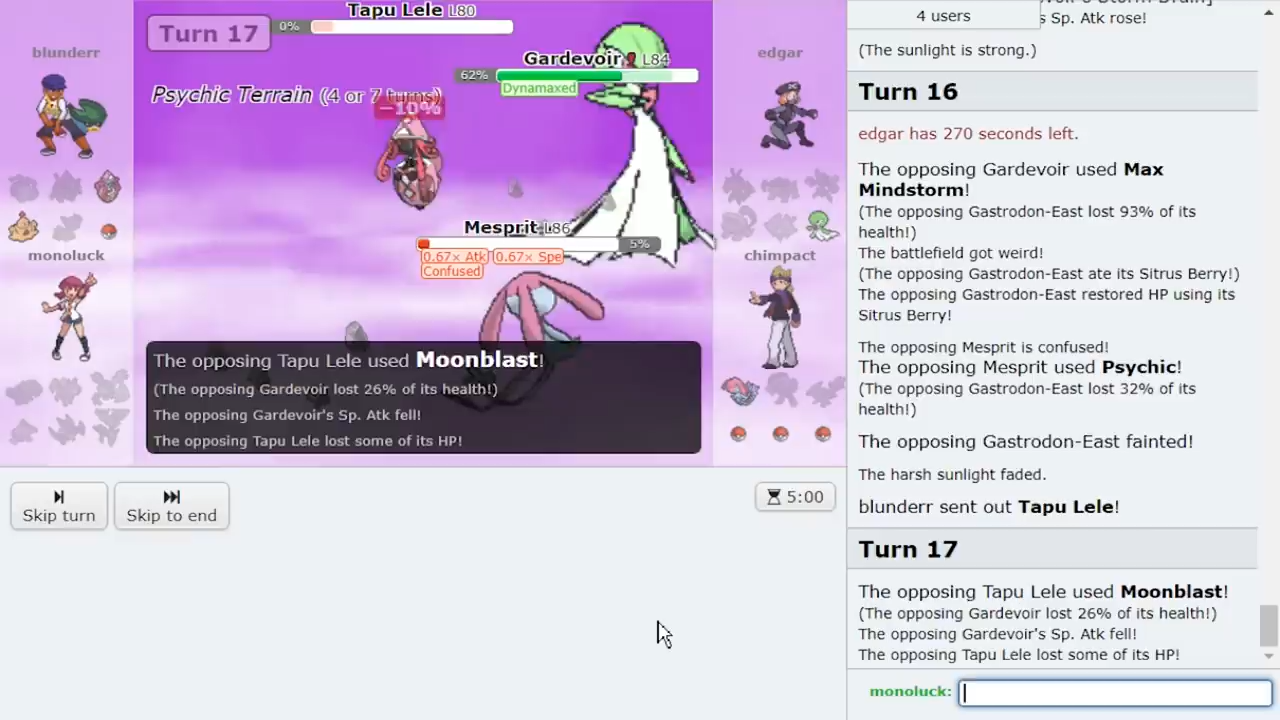 Tapu Lele L80
Turn 17
0%
blunderr
Gardevoir L84
edgar
62%
Dynamaxed
Psychic Terrain (4 or 7 turns)
−10%
Mesprit L86
5%
0.67× Atk 0.67× Spe
Confused
monoluck
chimpact
The opposing Tapu Lele used Moonblast!
(The opposing Gardevoir lost 26% of its health!)
The opposing Gardevoir's Sp. Atk fell!
The opposing Tapu Lele lost some of its HP!
Skip turn
Skip to end
5:00
4 users
s Storm Drain]
s Sp. Atk rose!
(The sunlight is strong.)
Turn 16
edgar has 270 seconds left.
The opposing Gardevoir used Max
Mindstorm!
(The opposing Gastrodon-East lost 93% of its
health!)
The battlefield got weird!
(The opposing Gastrodon-East ate its Sitrus Berry!)
The opposing Gastrodon-East restored HP using its
Sitrus Berry!
The opposing Mesprit is confused!
The opposing Mesprit used Psychic!
(The opposing Gastrodon-East lost 32% of its
health!)
The opposing Gastrodon-East fainted!
The harsh sunlight faded.
blunderr sent out Tapu Lele!
Turn 17
The opposing Tapu Lele used Moonblast!
(The opposing Gardevoir lost 26% of its health!)
The opposing Gardevoir's Sp. Atk fell!
The opposing Tapu Lele lost some of its HP!
monoluck: